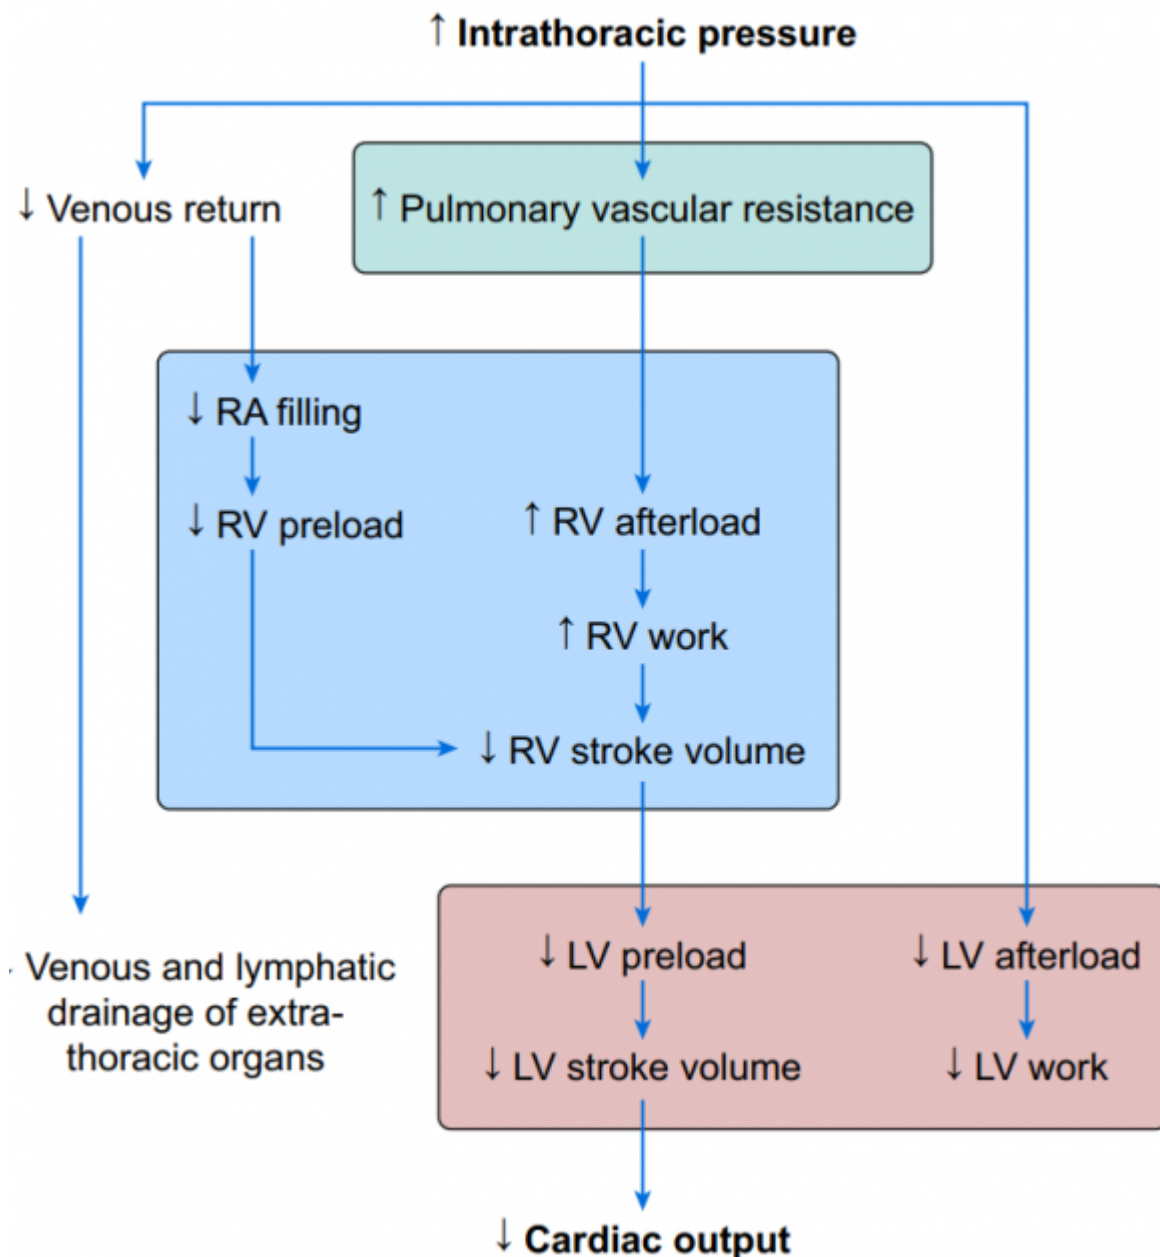 ↑ Intrathoracic pressure
↓ Venous return
↑ Pulmonary vascular resistance
↓ RA filling
↓ RV preload
↑ RV afterload
↑ RV work
↓ RV stroke volume
Venous and lymphatic
drainage of extra-
thoracic organs
↓ LV preload
↓ LV afterload
↓ LV stroke volume
↓ LV work
↓ Cardiac output